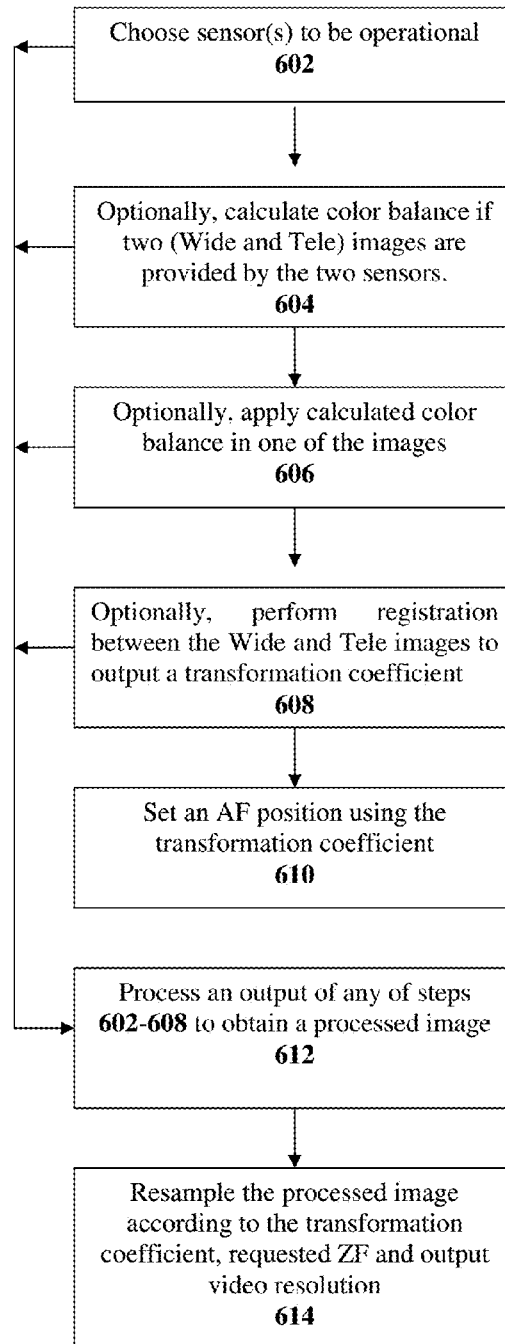 Choose sensor(s) to be operational
602
Optionally, calculate color balance if
two (Wide and Tele) images are
provided by the two sensors.
604
Optionally, apply calculated color
balance in one of the images
606
Optionally, perform registration
between the Wide and Tele images to
output a transformation coefficient
608
Set an AF position using the
transformation coefficient
610
Process an output of any of steps
602-608 to obtain a processed image
612
Resample the processed image
according to the transformation
coefficient, requested ZF and output
video resolution
614